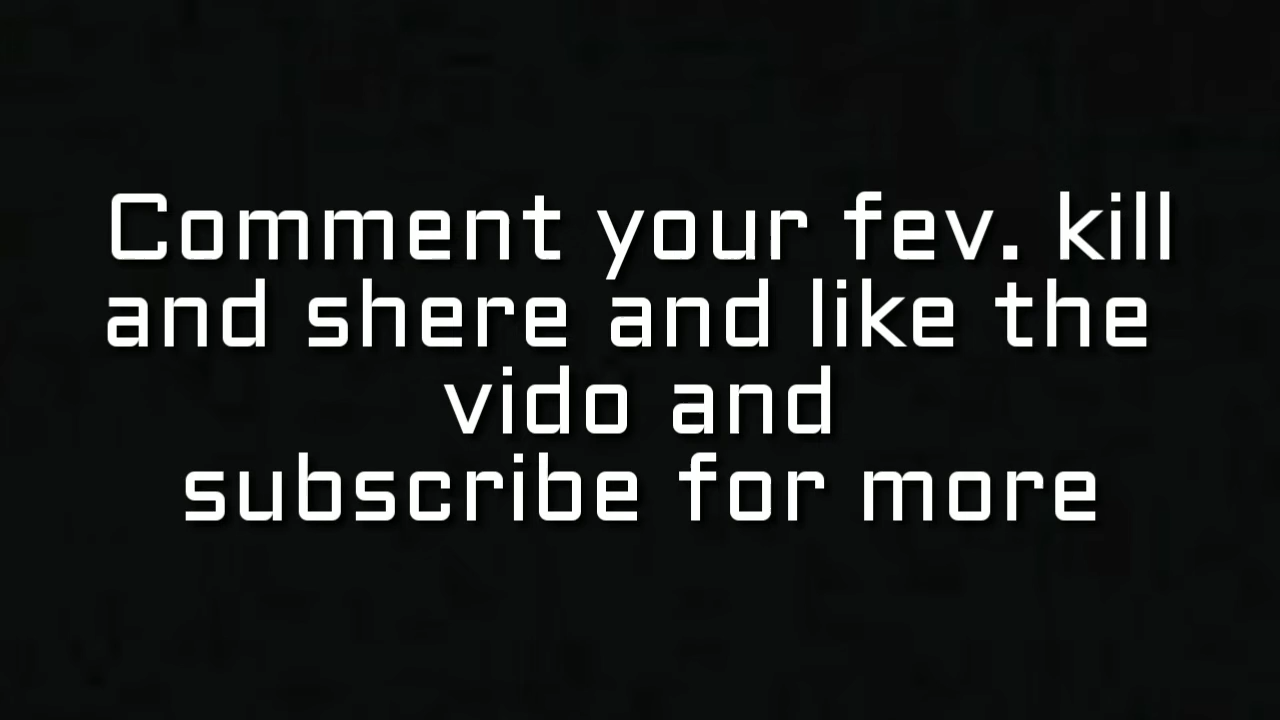 Comment your fev. kill
and shere and like the
vido and
subscribe for more